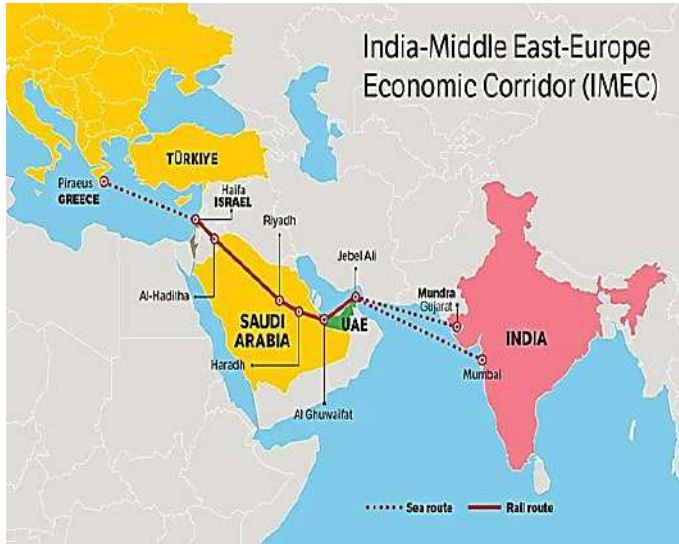 India-Middle East-Europe
Economic Corridor (IMEC)
TÜRKIYE
Piraeus
GREECE
Haifa
ISRAEL
Riyadh
Jebel Ali
Al-Haditha
Mundra
Gujarat
SAUDI
ARABIA
UAE
INDIA
Haradh
Mumbai
Al Ghuwaifat
Sea route
Rail route